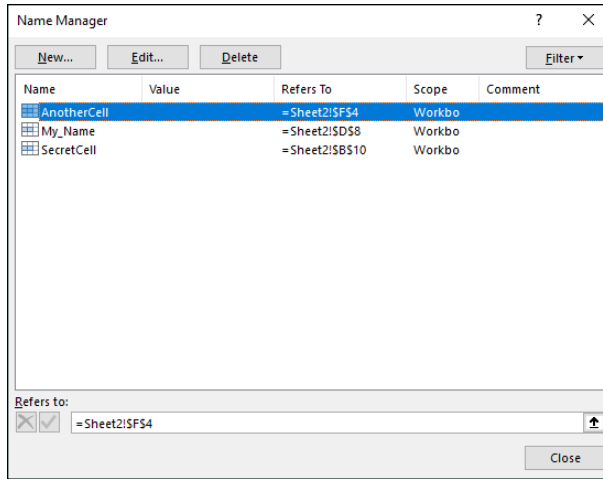 Name Manager ? ×
New... Edit... Delete Filter
Name Value Refers To Scope Comment
AnotherCell =Sheet2!$F$4 Workbo
My_Name =Sheet2!$D$8 Workbo
SecretCell =Sheet2!$B$10 Workbo
Refers to:
=Sheet2!$F$4
Close